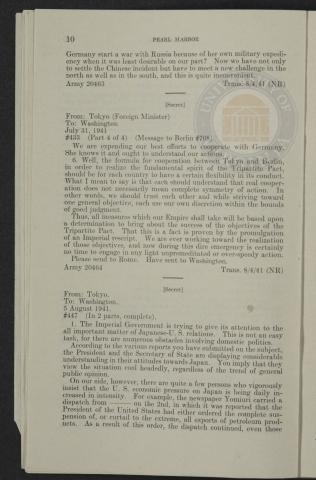 10
PEARL HARBOR
Germany start a war with Russia because of her own military expedi-
ency when it was least desirable on our part? Now we have not only
to settle the Chinese incident but have to meet a new challenge in the
north as well as in the south, and this is quite inconvenient.
Army 20463 Trans. 8/4/41 (NR)
[Secret]
From: Tokyo (Foreign Minister)
To: Washington
July 31, 1941
#433 (Part 4 of 4) (Message to Berlin #708)
We are expending our best efforts to cooperate with Germany.
She knows it and ought to understand our actions.
6. Well, the formula for cooperation between Tokyo and Berlin,
in order to realize the fundamental spirit of the Tripartite Pact,
should be for each country to have a certain flexibility in its conduct.
What I mean to say is that each should understand that real cooper-
ation does not necessarily mean complete symmetry of action. In
other words, we should trust each other and while striving toward
one general objective, each use our own discretion within the bounds
of good judgment.
Thus, all measures which our Empire shall take will be based upon
a determination to bring about the success of the objectives of the
Tripartite Pact. That this is a fact is proven by the promulgation
of an Imperial rescript. We are ever working toward the realization
of those objectives, and now during this dire emergency is certainly
no time to engage in any light unpremeditated or over-speedy action.
Please send to Rome. Have sent to Washington.
Army 20464 Trans. 8/4/41 (NR)
[Secret]
From: Tokyo.
To: Washington.
5 August 1941.
#447 (In 2 parts, complete).
1. The Imperial Government is trying to give its attention to the
all important matter of Japanese-U. S. relations. This is not an easy
task, for there are numerous obstacles involving domestic politics.
According to the various reports you have submitted on the subject,
the President and the Secretary of State are displaying considerable
understanding in their attitudes towards Japan. You imply that they
view the situation cool headedly, regardless of the trend of general
public opinion.
On our side, however, there are quite a few persons who vigorously
insist that the U. S. economic pressure on Japan is being daily in-
creased in intensity. For example, the newspaper Yomiuri carried a
dispatch from ——— on the 2nd, in which it was reported that the
President of the United States had either ordered the complete sus-
pension of, or curtail to the extreme, all exports of petroleum prod-
ucts. As a result of this order, the dispatch continued, even those